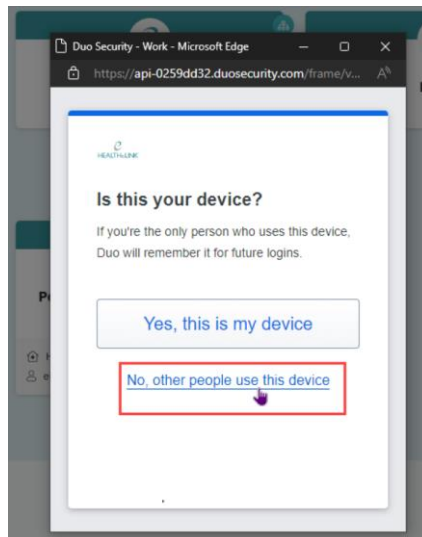 Duo Security - Work - Microsoft Edge
https://api-0259dd32.duosecurity.com/frame/v...
Is this your device?
If you're the only person who uses this device,
Duo will remember it for future logins.
Yes, this is my device
No, other people use this device